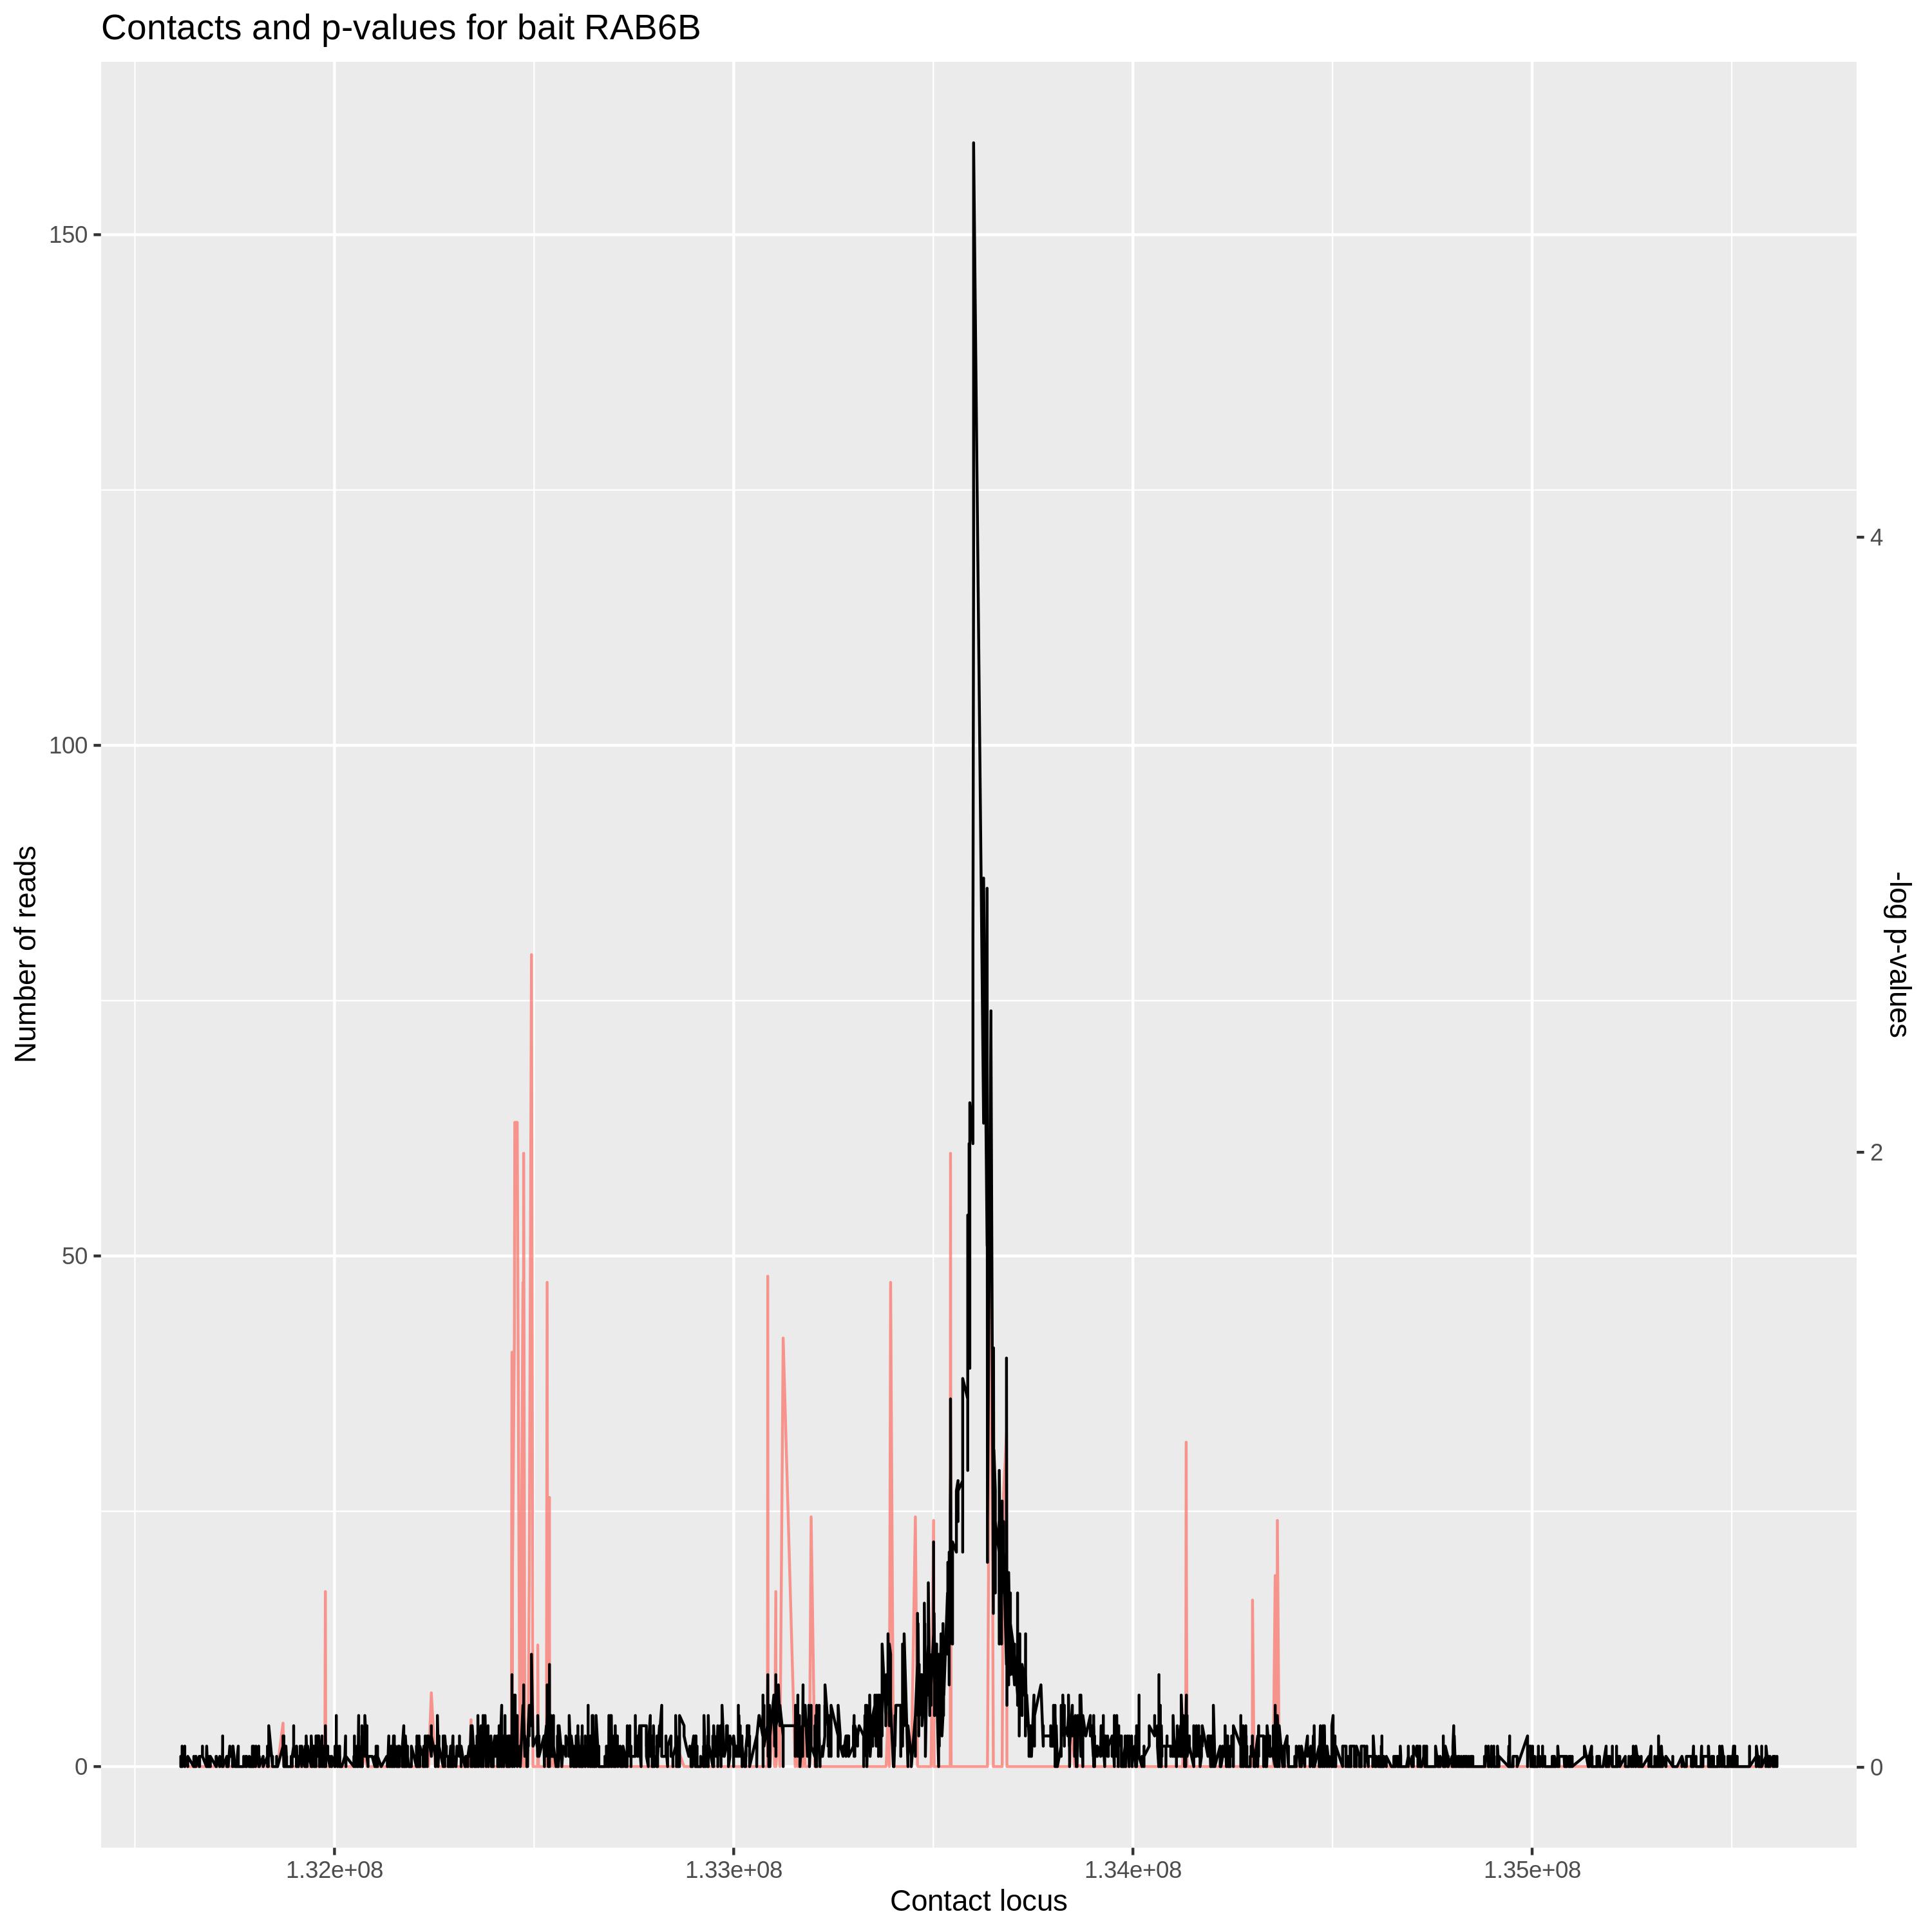 Contacts and p-values for bait RAB6B
150
100
50
0
Number of reads
4
2
0
-log p-values
1.32e+08
1.33e+08
1.34e+08
1.35e+08
Contact locus